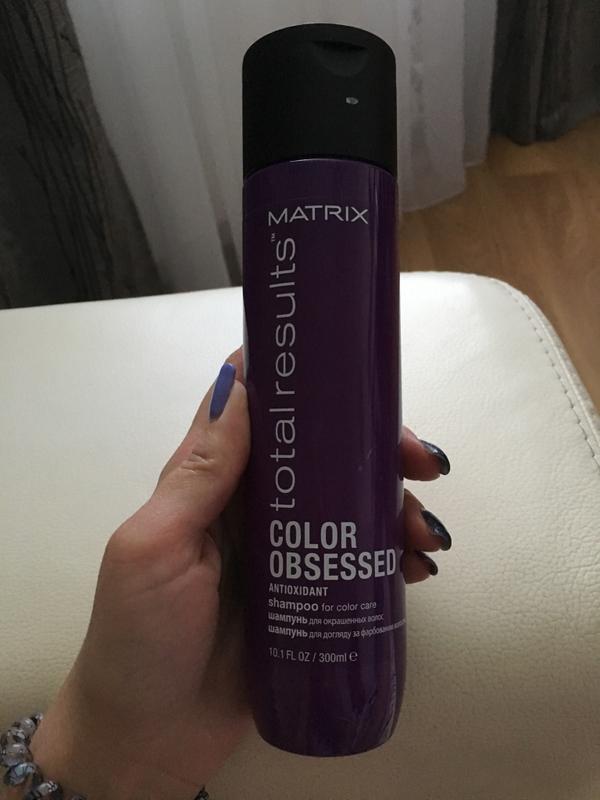 MATRIX
total results™
COLOR
OBSESSED
ANTIOXIDANT
shampoo for color care
шампунь для окрашенных волос
шампунь для догляду за фарбованим
10.1 FL OZ / 300ml ℮